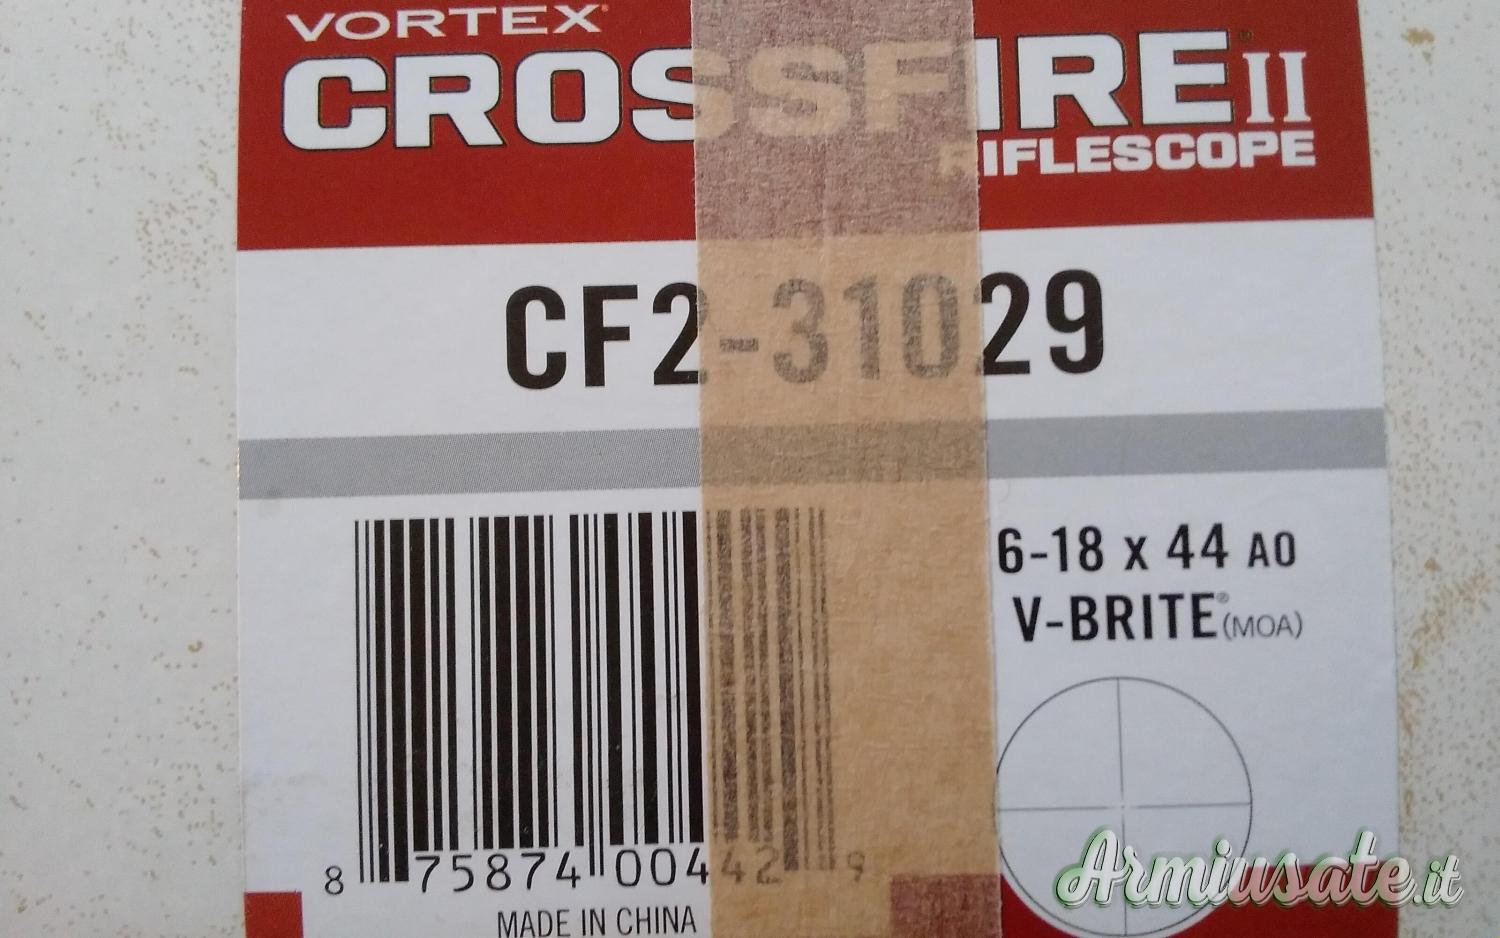 VORTEX®
CROSSFIRE® II
RIFLESCOPE
CF2-31029
6-18 x 44 AO
V-BRITE® (MOA)
8 75874 00442 9
MADE IN CHINA
Armiusate.it